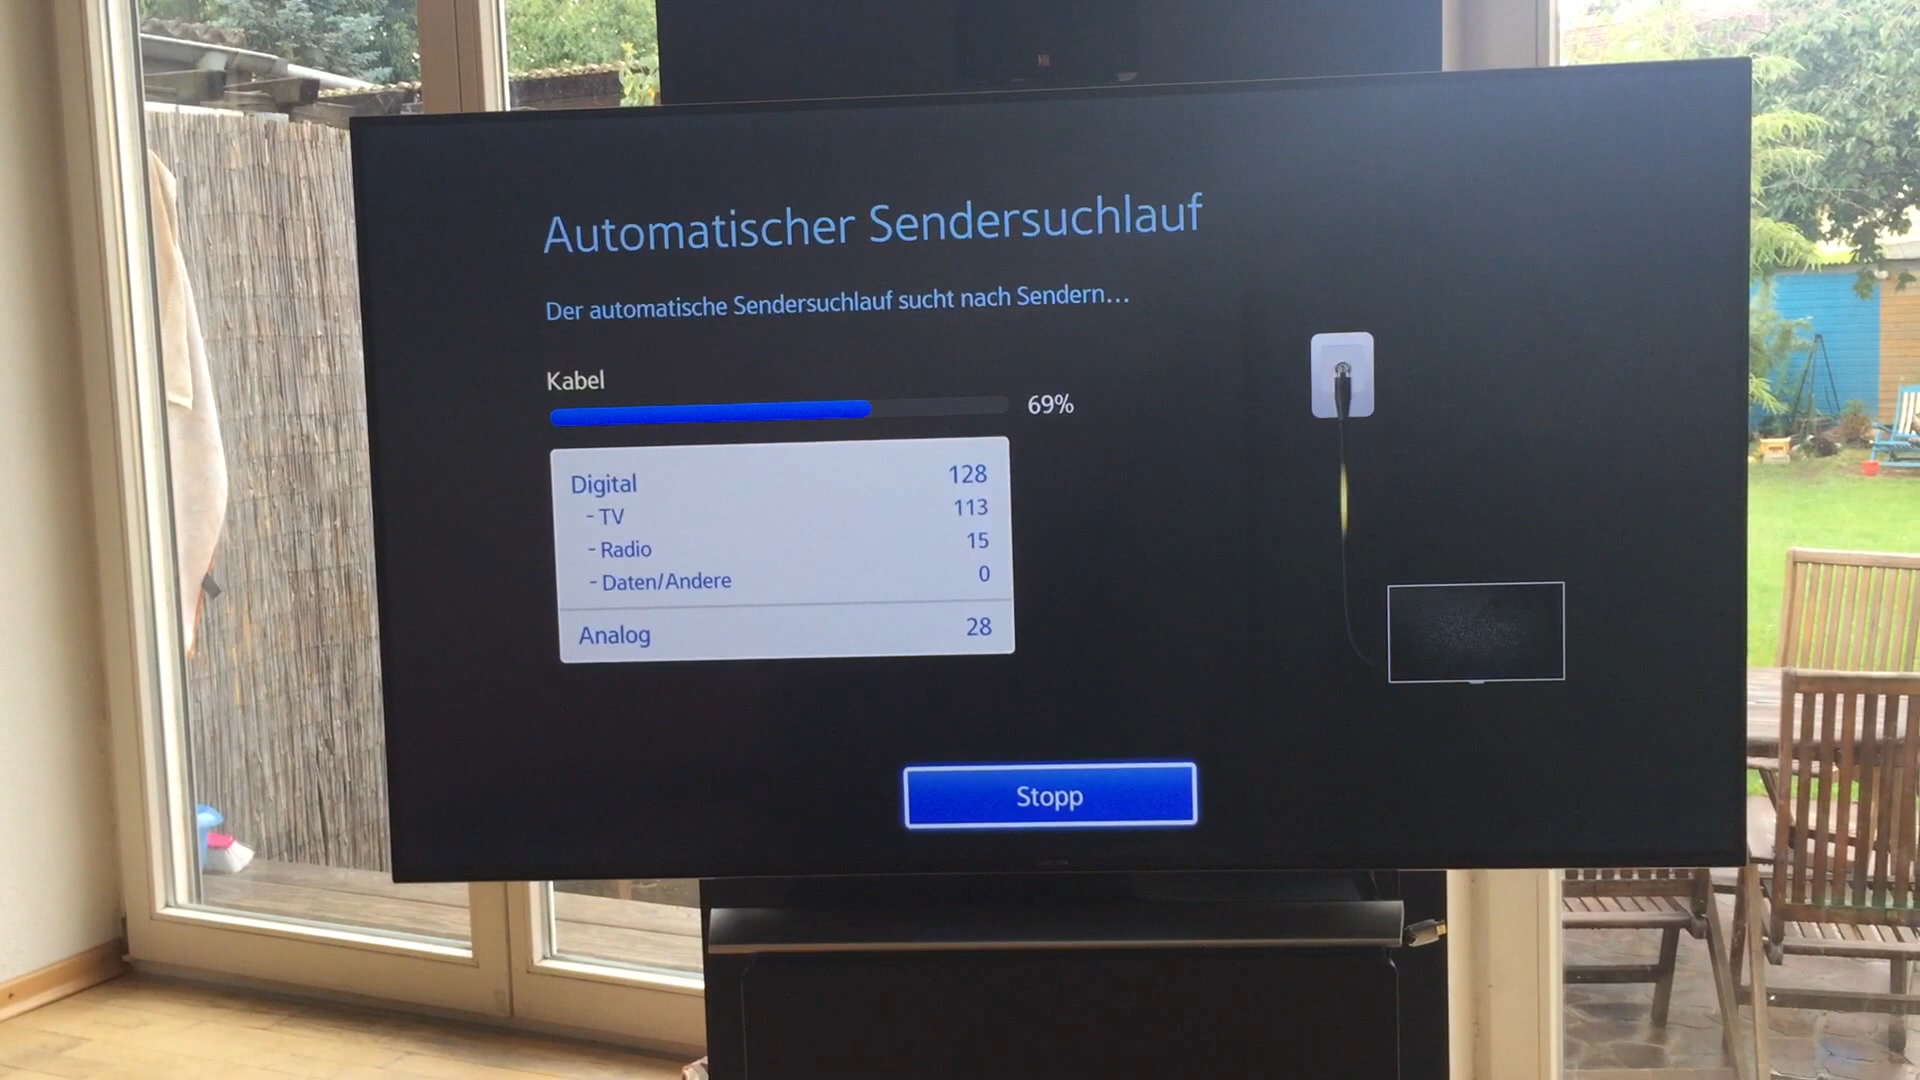 Automatischer Sendersuchlauf
Der automatische Sendersuchlauf sucht nach Sendern...
Kabel
69%
Digital 128
- TV 113
- Radio 15
- Daten/Andere 0
Analog 28
Stopp